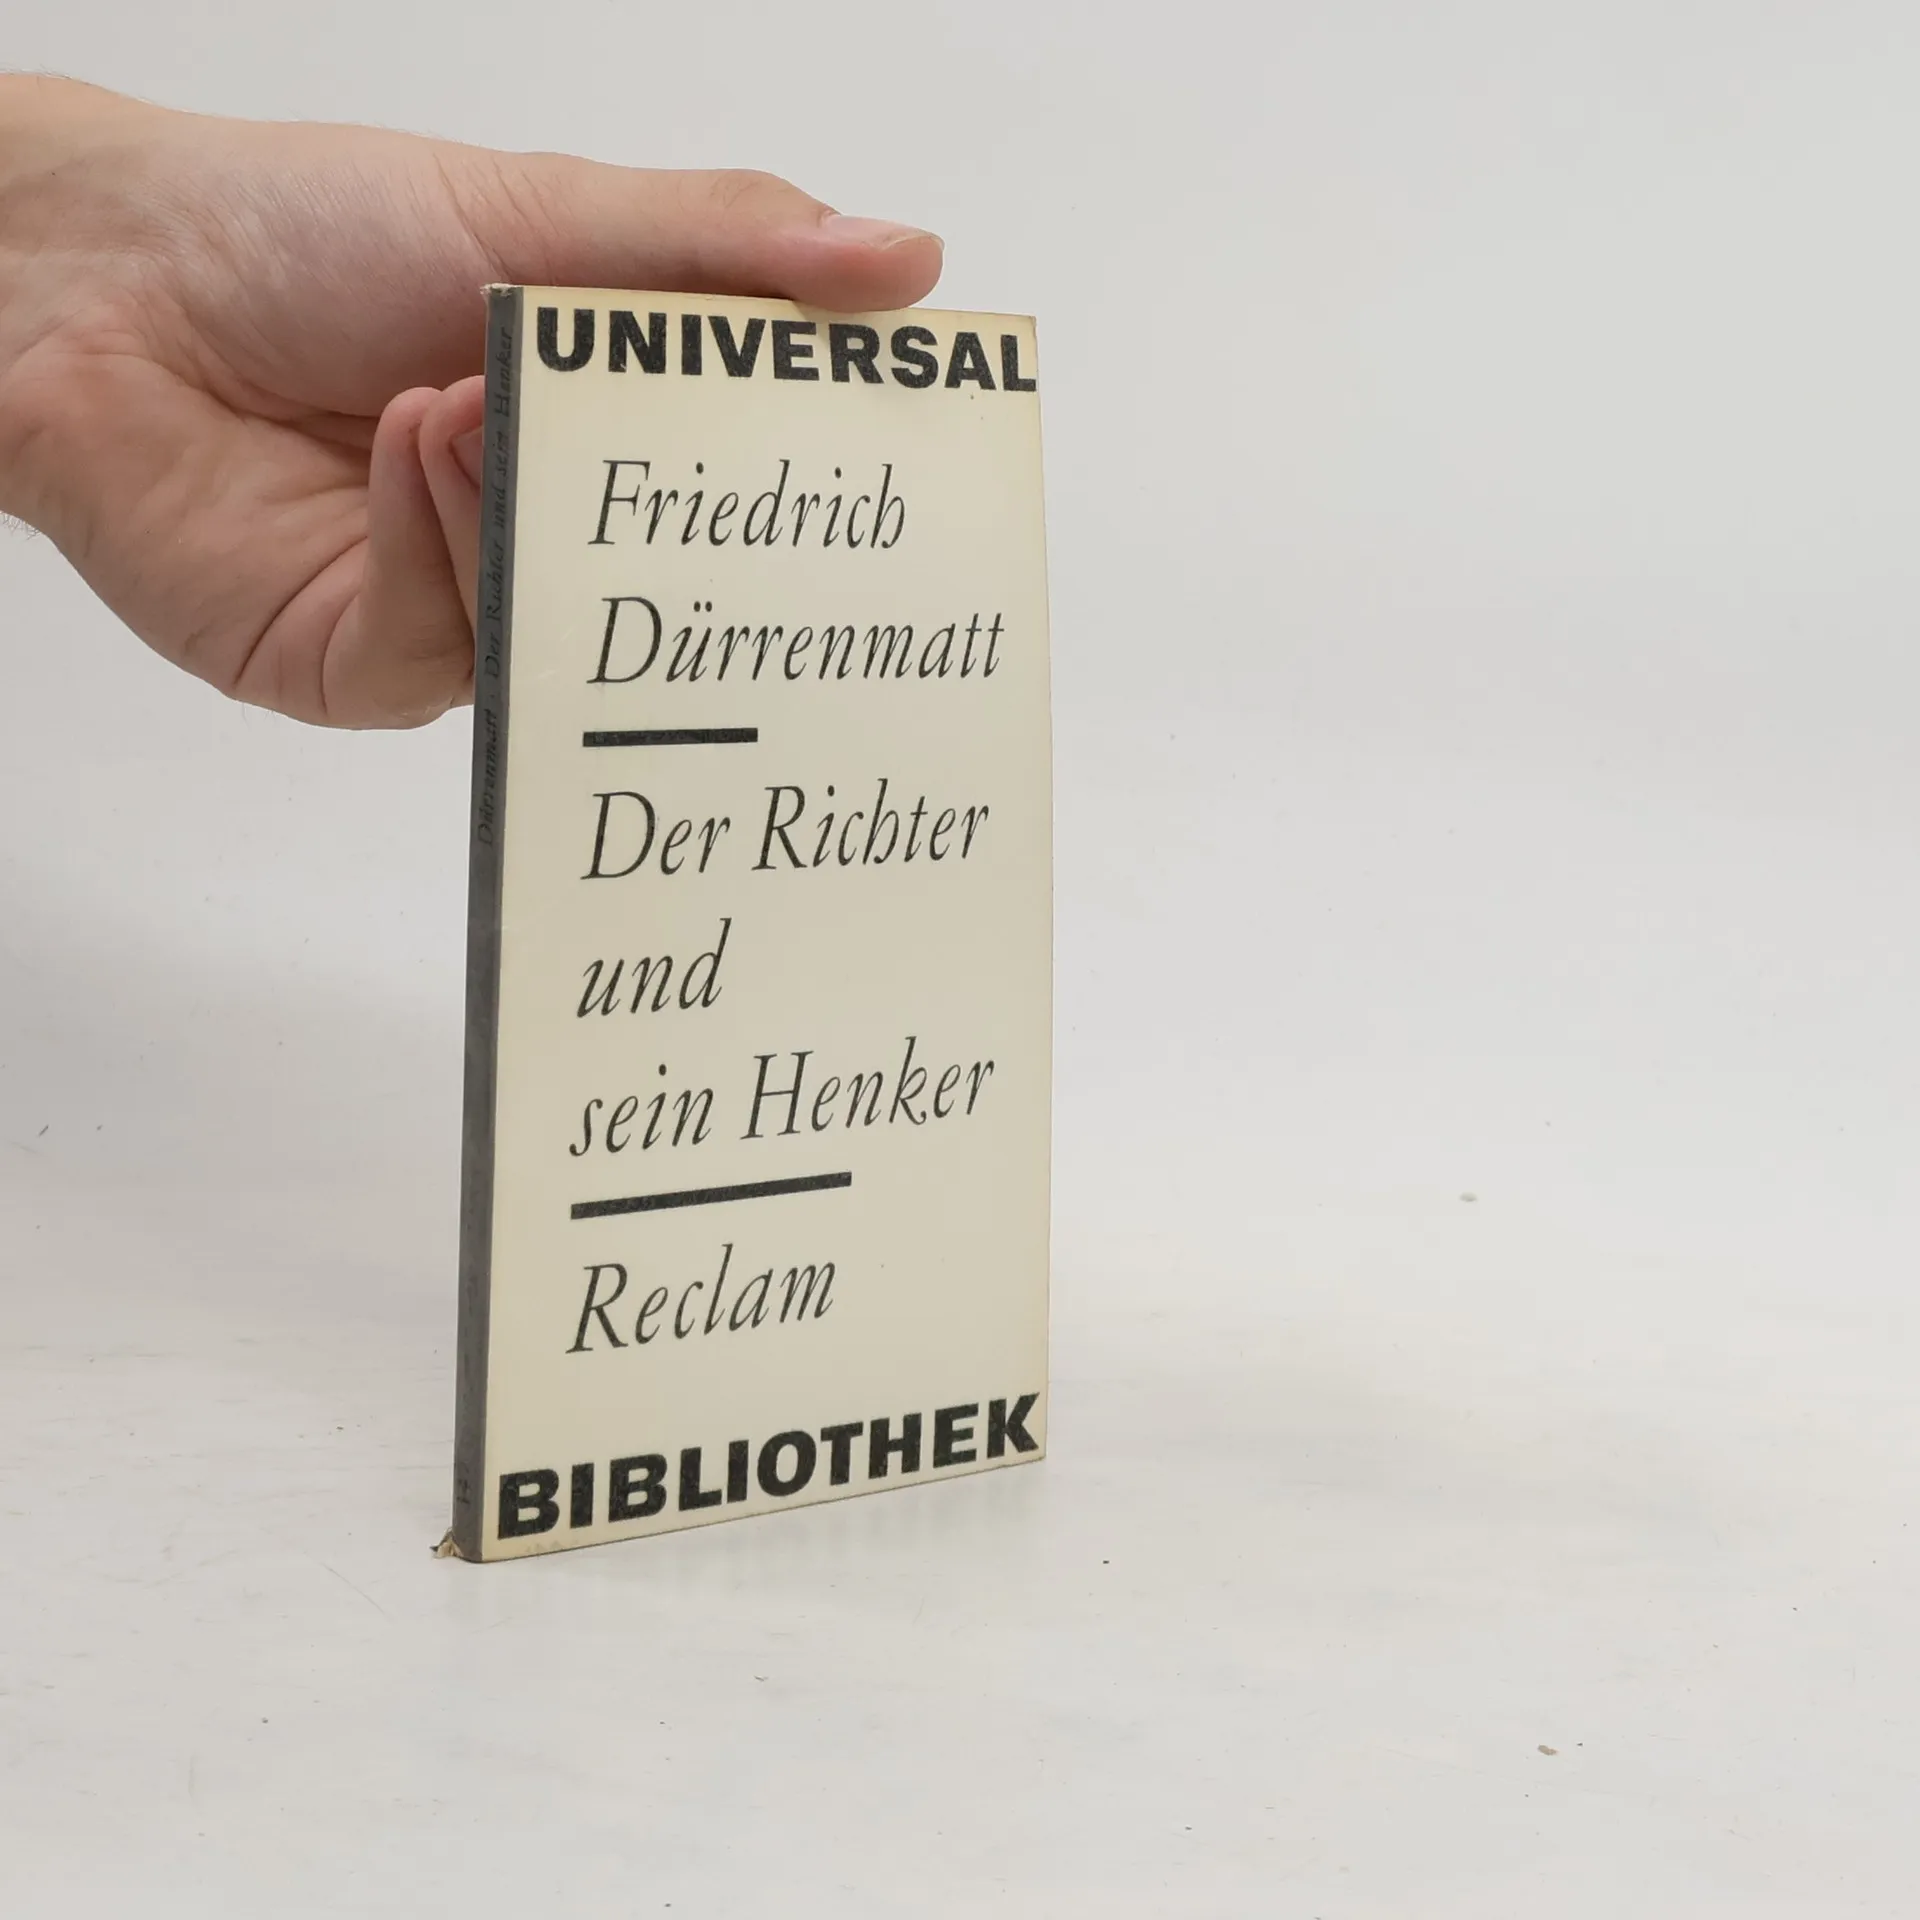 UNIVERSAL
Friedrich
Dürrenmatt
Der Richter
und
sein Henker
Reclam
BIBLIOTHEK
Dürrenmatt · Der Richter und sein Henker